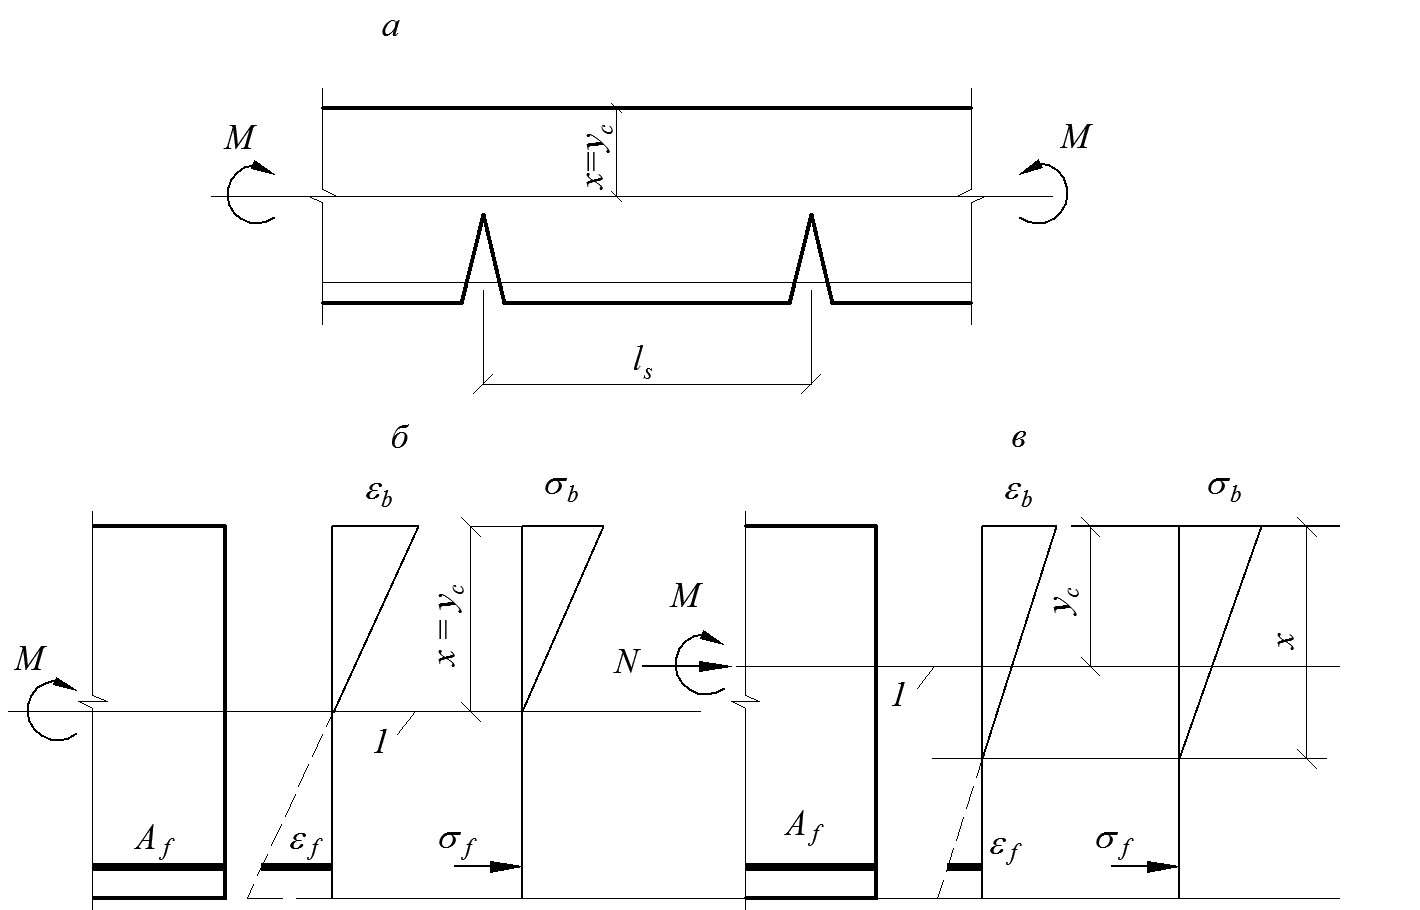 а
M
x=y_c
M
l_s
б
в
ε_b
σ_b
ε_b
σ_b
M
x = y_c
1
A_f
ε_f
σ_f
M
N
y_c
x
1
A_f
ε_f
σ_f